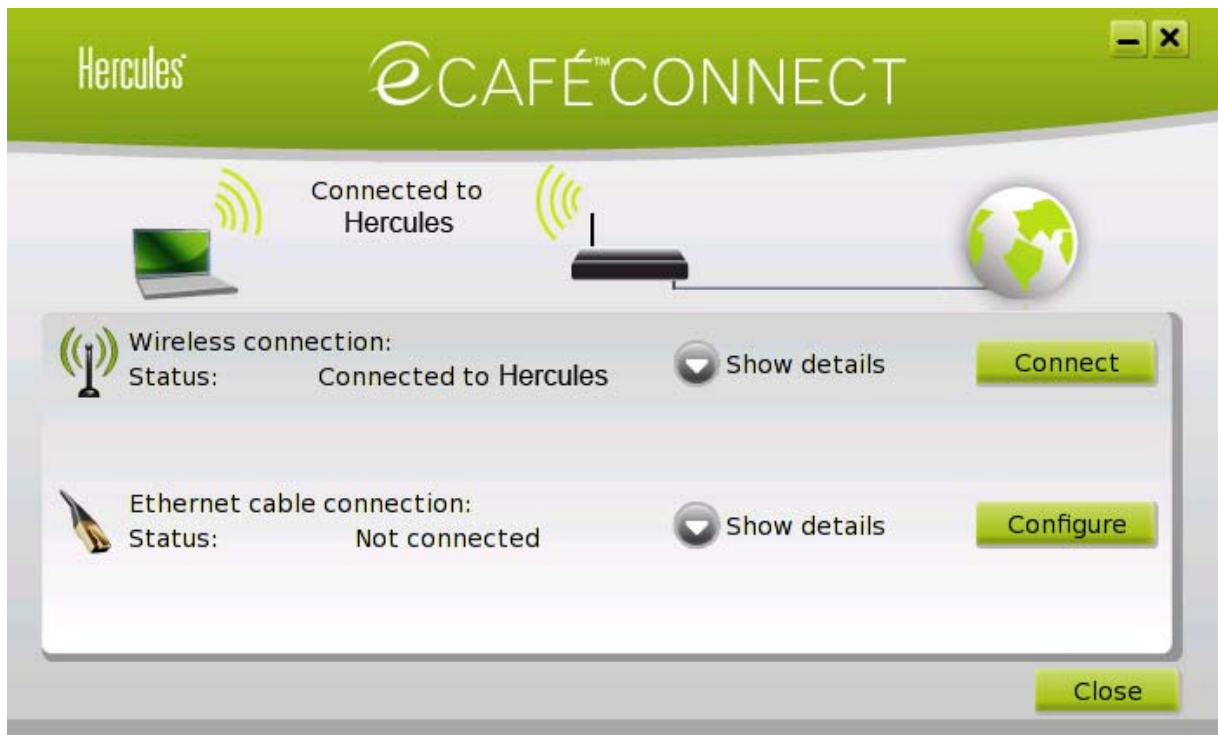 Hercules
eCAFÉ™CONNECT
Connected to
Hercules
Wireless connection:
Status: Connected to Hercules
Show details
Connect
Ethernet cable connection:
Status: Not connected
Show details
Configure
Close